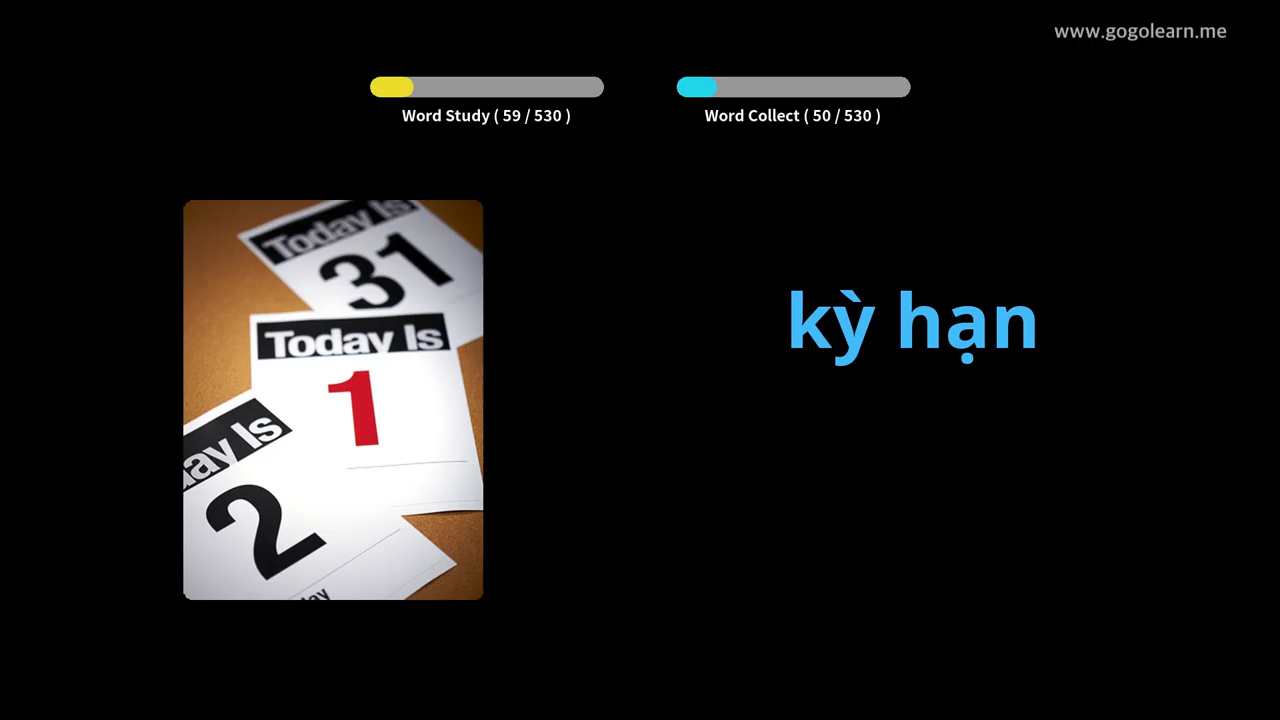 www.gogolearn.me
Word Study ( 59 / 530 )
Word Collect ( 50 / 530 )
Today Is
31
Today Is
1
ay Is
2
kỳ hạn